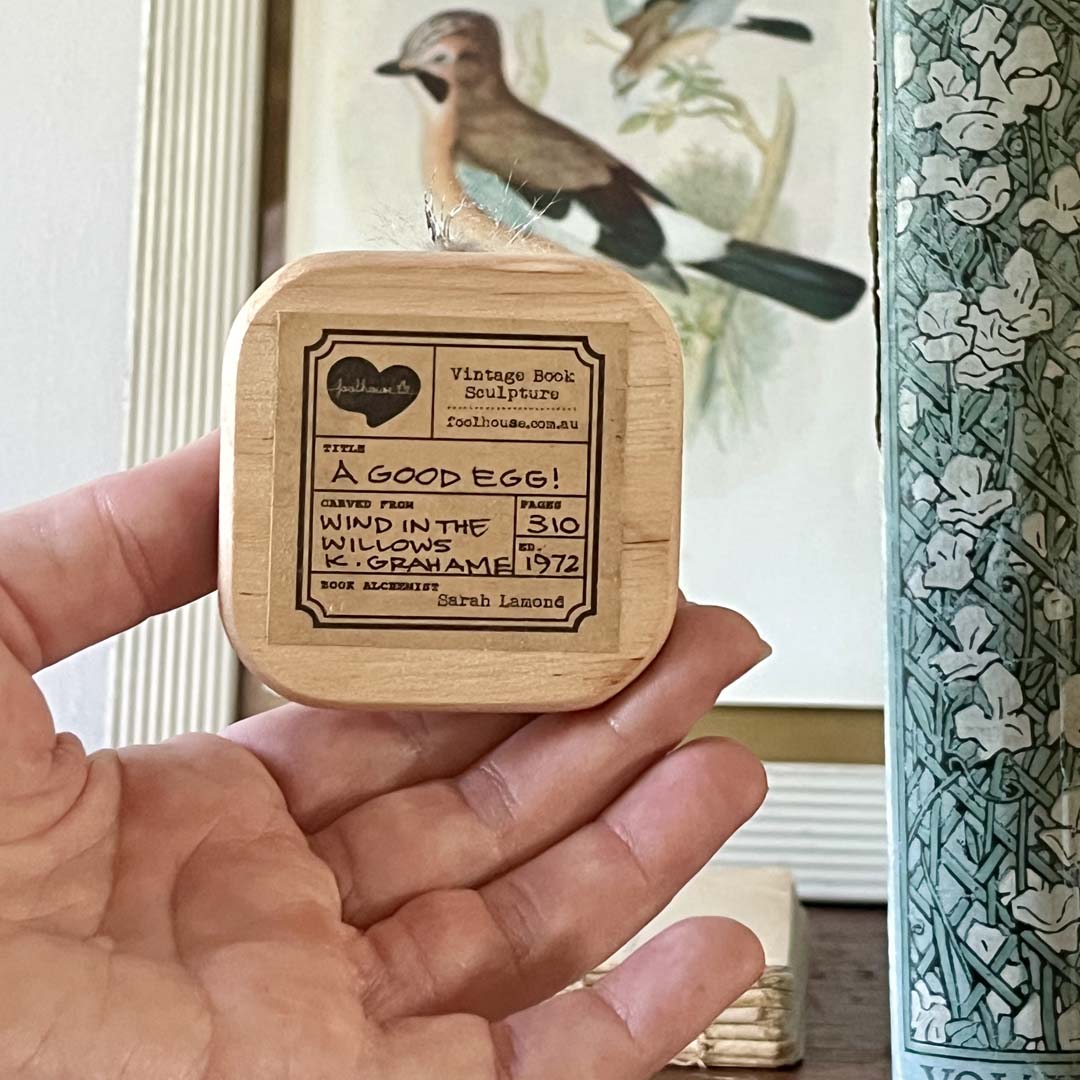 foolhouse
Vintage Book
Sculpture
foolhouse.com.au
TITLE
A GOOD EGG!
CARVED FROM
WIND IN THE
WILLOWS
K. GRAHAME
PAGES
310
ED.
1972
BOOK ALCHEMIST
Sarah Lamond